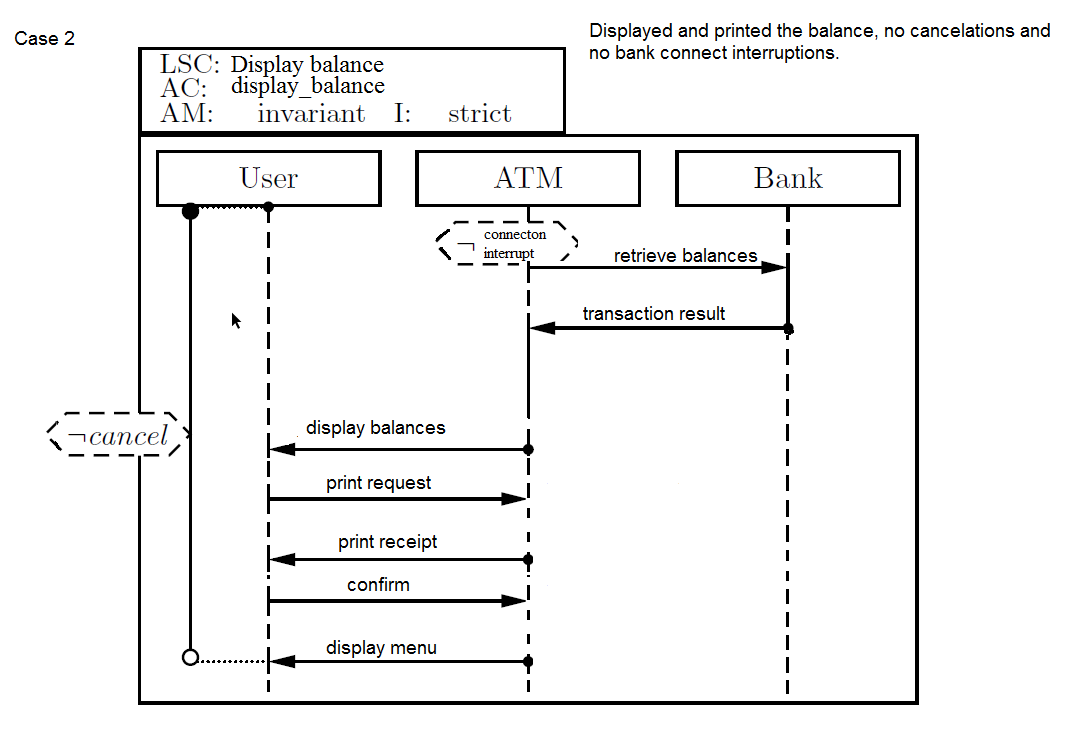 Case 2
Displayed and printed the balance, no cancelations and
no bank connect interruptions.
LSC: Display balance
AC: display_balance
AM: invariant I: strict
User
ATM
Bank
¬ connecton
interrupt
retrieve balances
transaction result
¬cancel
display balances
print request
print receipt
confirm
display menu